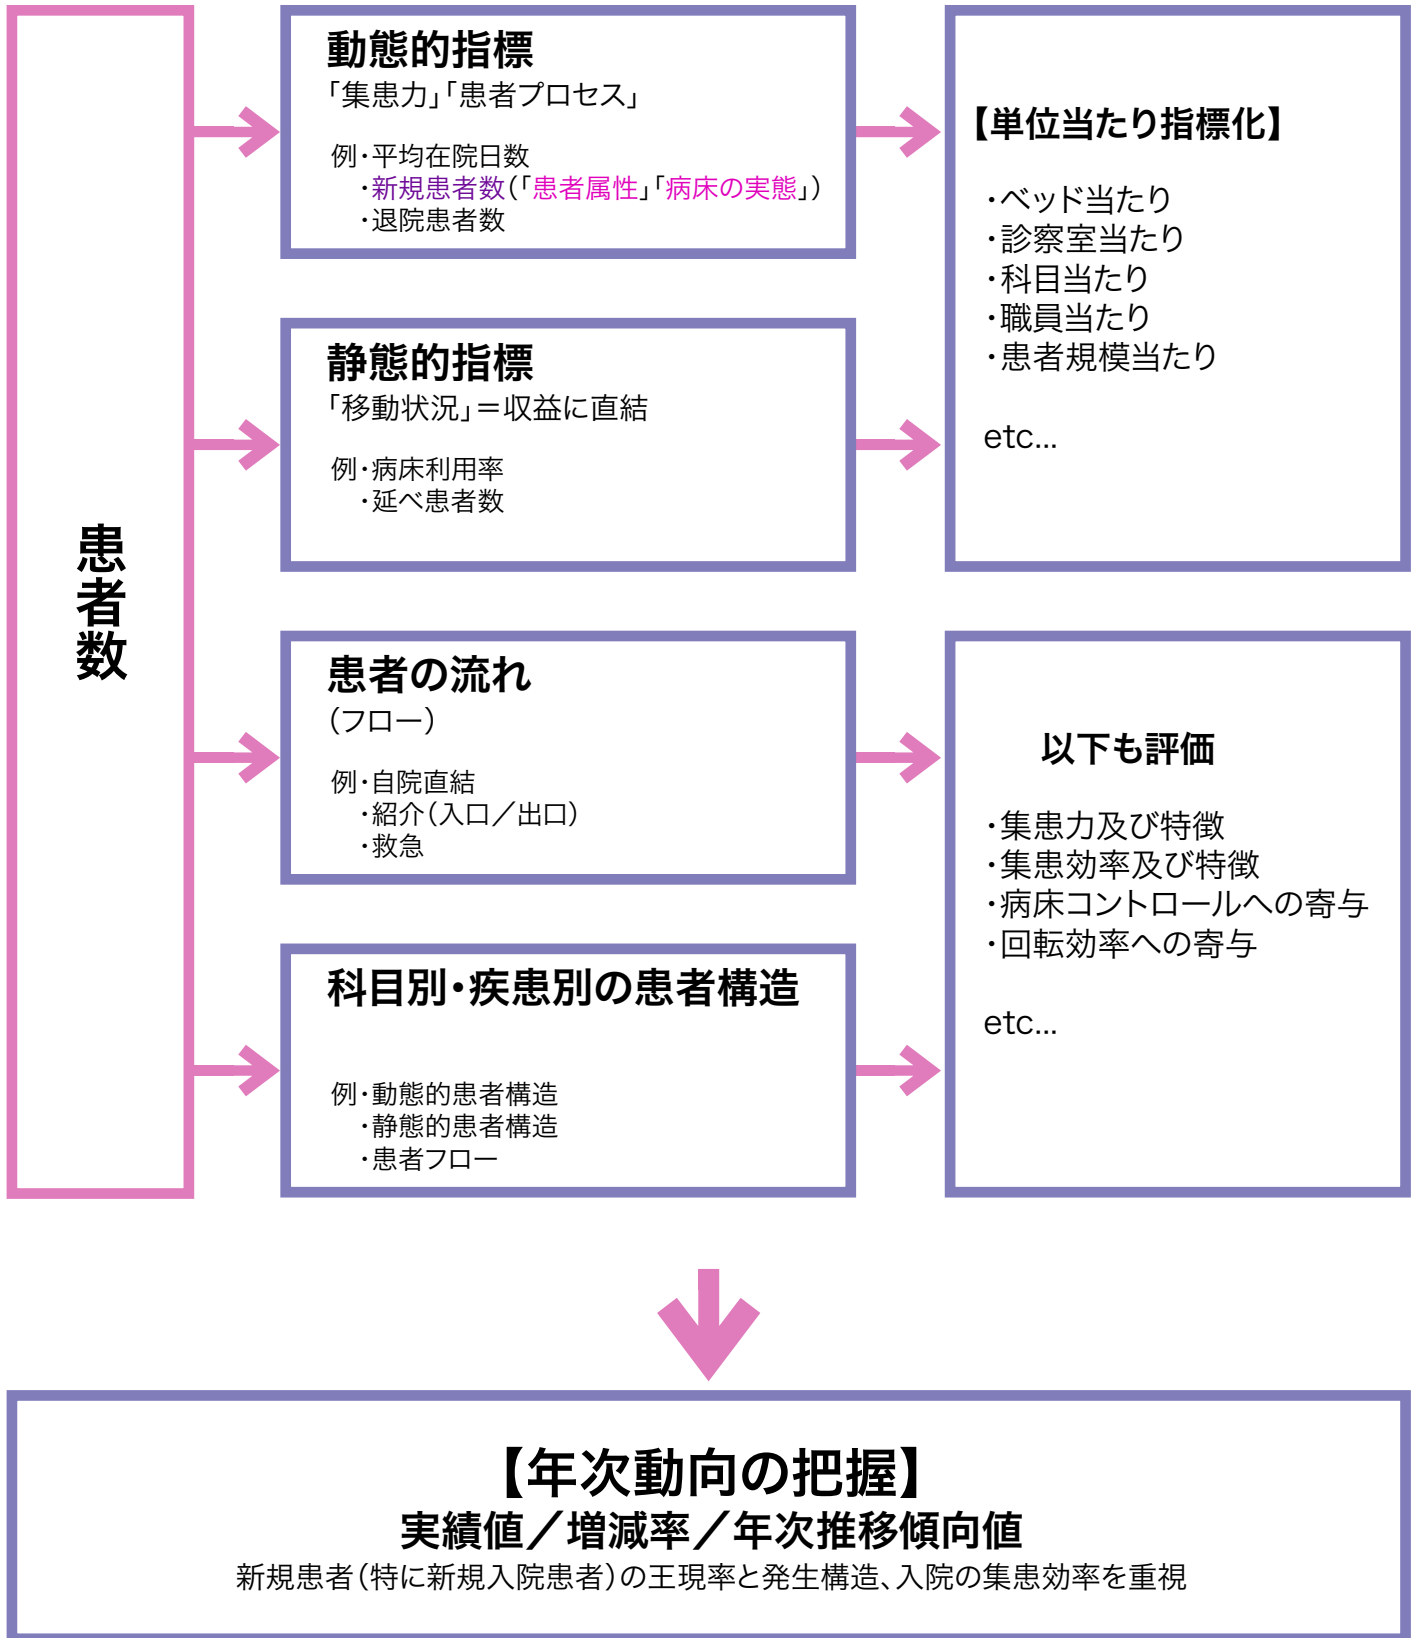 患者数
動態的指標
「集患力」「患者プロセス」
例・平均在院日数
・新規患者数(「患者属性」「病床の実態」)
・退院患者数
静態的指標
「移動状況」＝収益に直結
例・病床利用率
・延べ患者数
患者の流れ
(フロー)
例・自院直結
・紹介(入口／出口)
・救急
科目別・疾患別の患者構造
例・動態的患者構造
・静態的患者構造
・患者フロー
【単位当たり指標化】
・ベッド当たり
・診察室当たり
・科目当たり
・職員当たり
・患者規模当たり
etc...
以下も評価
・集患力及び特徴
・集患効率及び特徴
・病床コントロールへの寄与
・回転効率への寄与
etc...
【年次動向の把握】
実績値／増減率／年次推移傾向値
新規患者(特に新規入院患者)の王現率と発生構造、入院の集患効率を重視